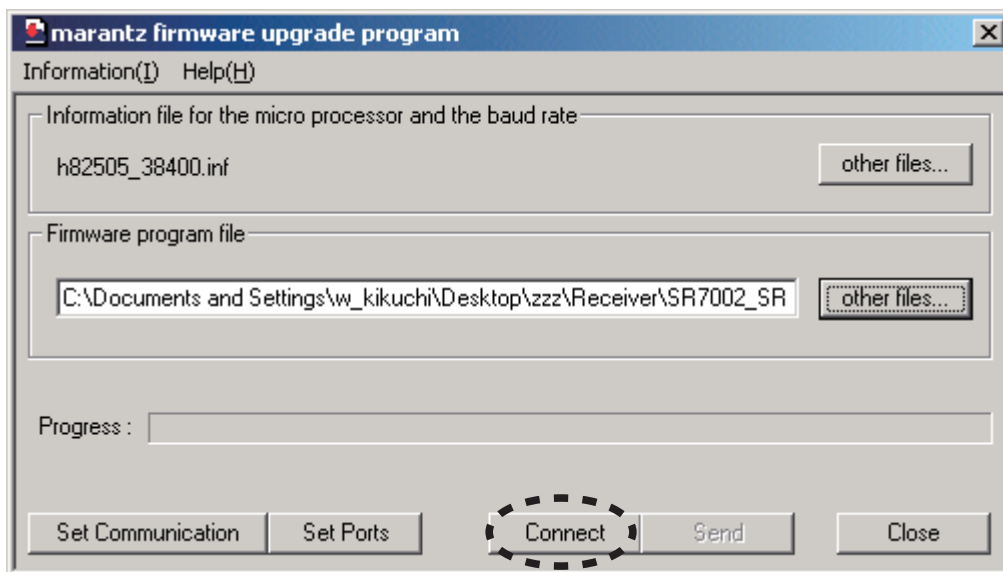 marantz firmware upgrade program
Information(I) Help(H)
Information file for the micro processor and the baud rate
h82505_38400.inf
other files...
Firmware program file
C:\Documents and Settings\w_kikuchi\Desktop\zzz\Receiver\SR7002_SR
other files...
Progress :
Set Communication Set Ports Connect Send Close